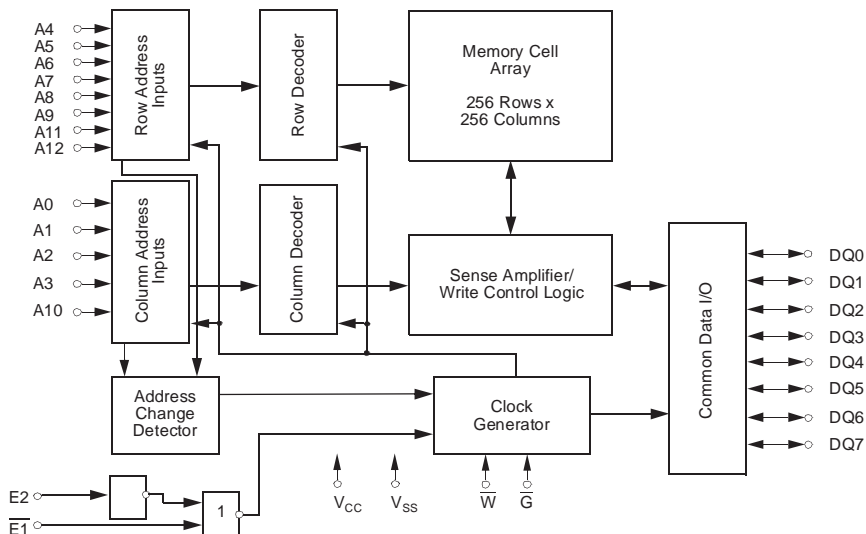 A4
A5
A6
A7
A8
A9
A11
A12
Row Address
Inputs
Row Decoder
Memory Cell
Array
256 Rows x
256 Columns
A0
A1
A2
A3
A10
Column Address
Inputs
Column Decoder
Sense Amplifier/
Write Control Logic
Common Data I/O
DQ0
DQ1
DQ2
DQ3
DQ4
DQ5
DQ6
DQ7
Address
Change
Detector
Clock
Generator
E2
E̅1̅
1
VCC
VSS
W̅
G̅